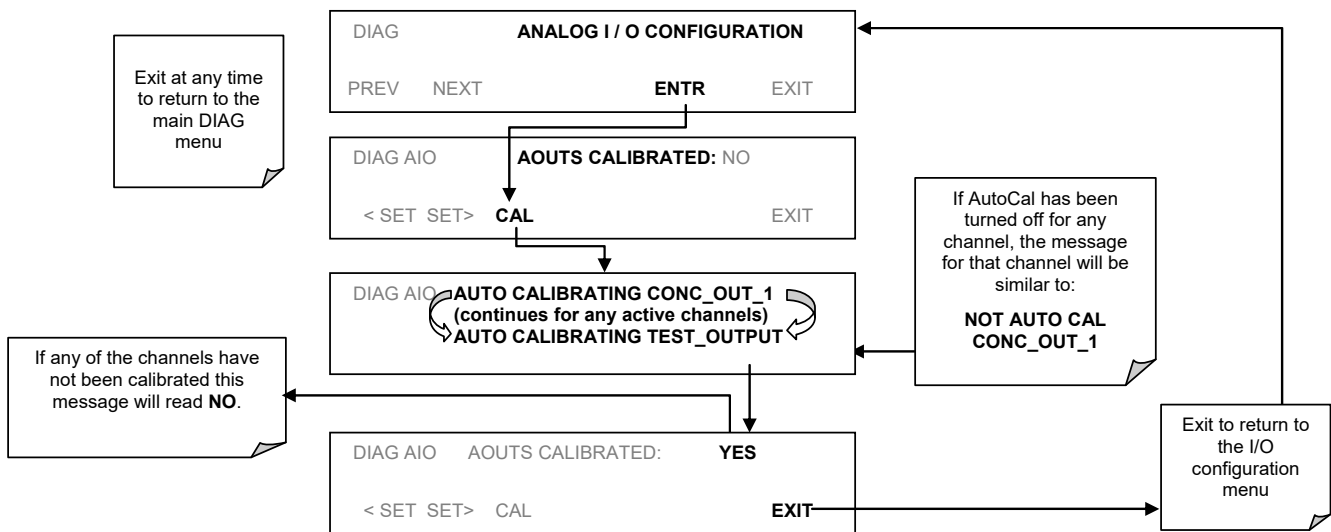 DIAG ANALOG I / O CONFIGURATION
PREV NEXT ENTR EXIT
Exit at any time
to return to the
main DIAG
menu
DIAG AIO AOUTS CALIBRATED: NO
< SET SET> CAL EXIT
If AutoCal has been
turned off for any
channel, the message
for that channel will be
similar to:
NOT AUTO CAL
CONC_OUT_1
DIAG AIO AUTO CALIBRATING CONC_OUT_1
(continues for any active channels)
AUTO CALIBRATING TEST_OUTPUT
If any of the channels have
not been calibrated this
message will read NO.
DIAG AIO AOUTS CALIBRATED: YES
< SET SET> CAL EXIT
Exit to return to
the I/O
configuration
menu